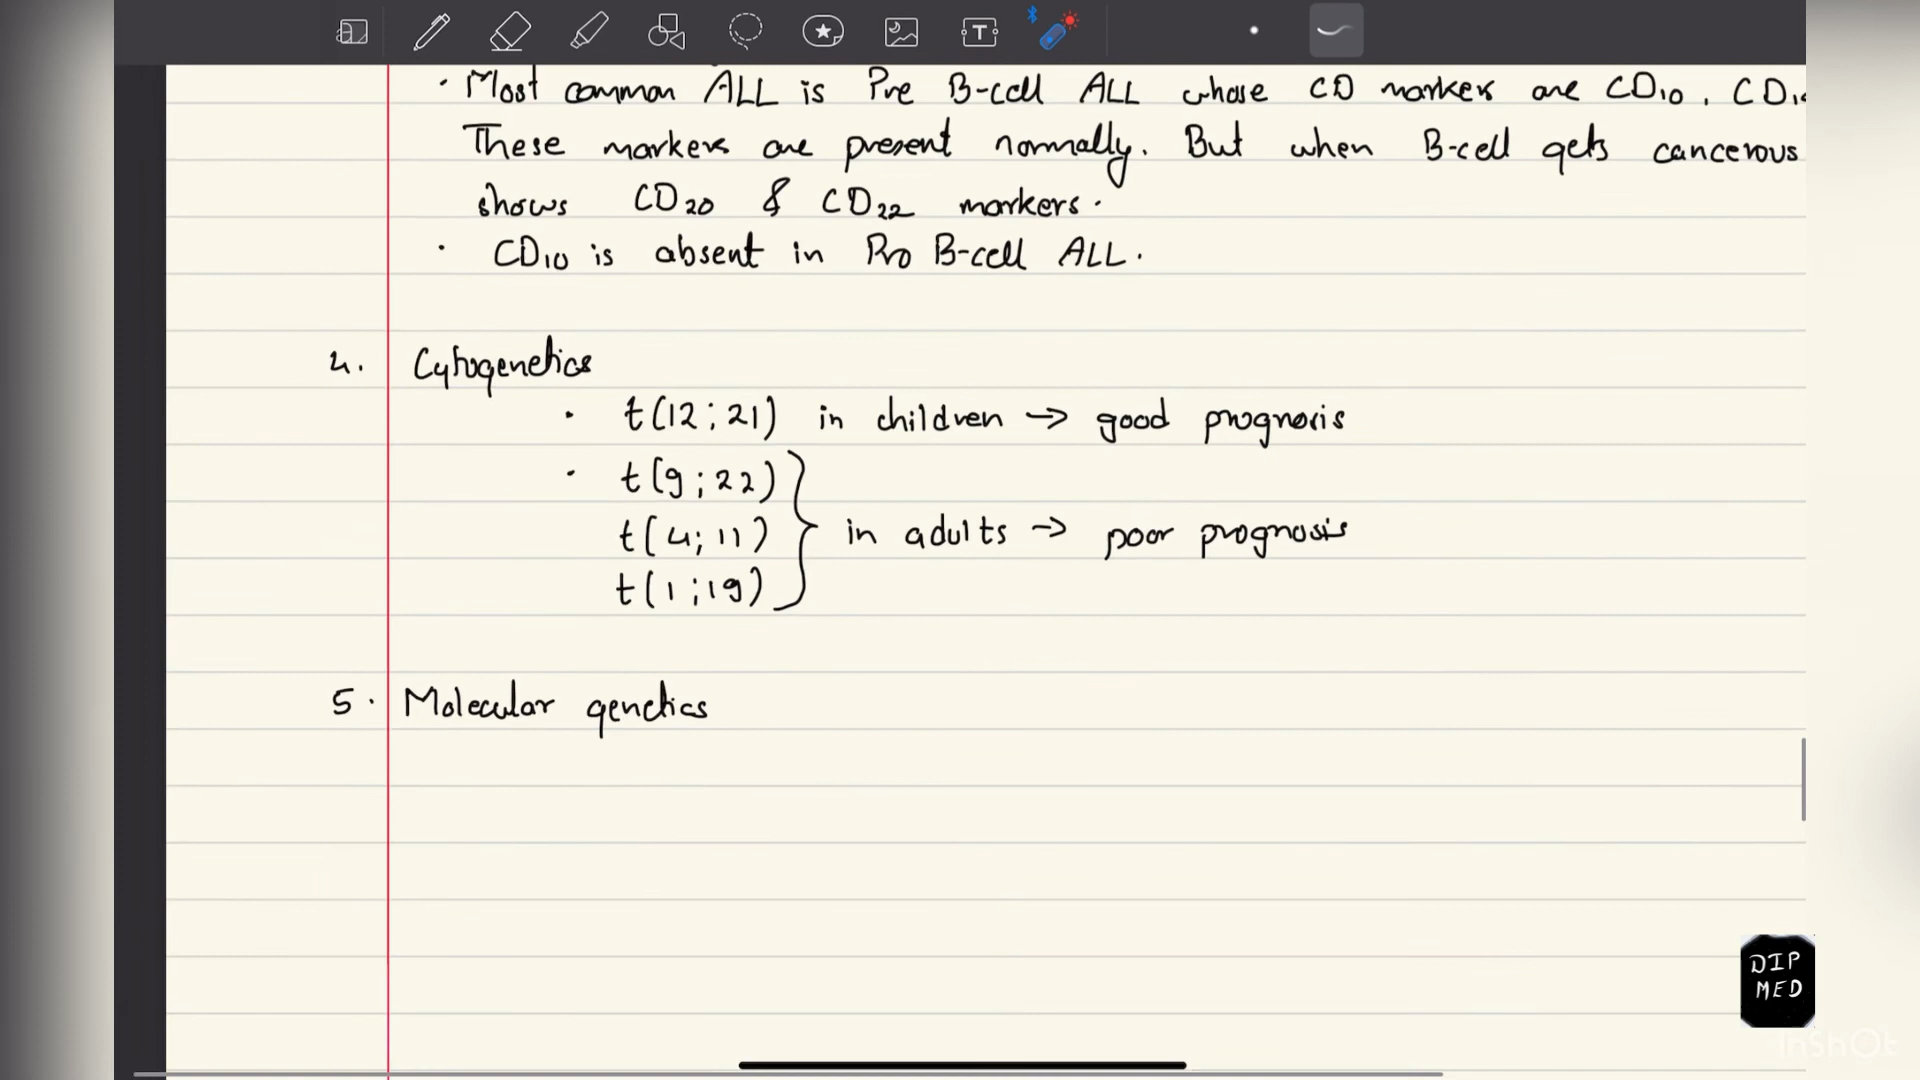 · Most common ALL is Pre B-cell ALL whose CD markers are CD10, CD
These markers are present normally. But when B-cell gets cancerous
shows CD20 & CD22 markers.
· CD10 is absent in Pro B-cell ALL.
4. Cytogenetics
· t(12;21) in children → good prognosis
· t(9;22)
t(4;11) } in adults → poor prognosis
t(1;19)
5. Molecular genetics
DIP
MED
InShOt